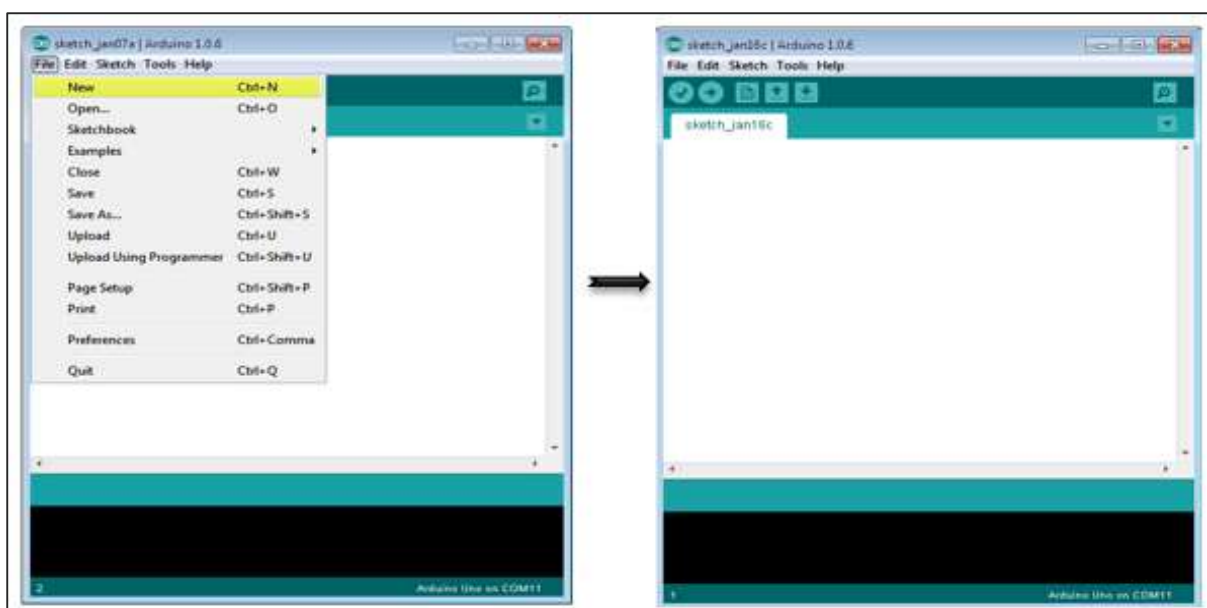 sketch_jan07a | Arduino 1.0.6
File Edit Sketch Tools Help
New Ctrl+N
Open... Ctrl+O
Sketchbook
Examples
Close Ctrl+W
Save Ctrl+S
Save As... Ctrl+Shift+S
Upload Ctrl+U
Upload Using Programmer Ctrl+Shift+U
Page Setup Ctrl+Shift+P
Print Ctrl+P
Preferences Ctrl+Comma
Quit Ctrl+Q
2 Arduino Uno on COM11
sketch_jan16c | Arduino 1.0.6
File Edit Sketch Tools Help
sketch_jan16c
1 Arduino Uno on COM11